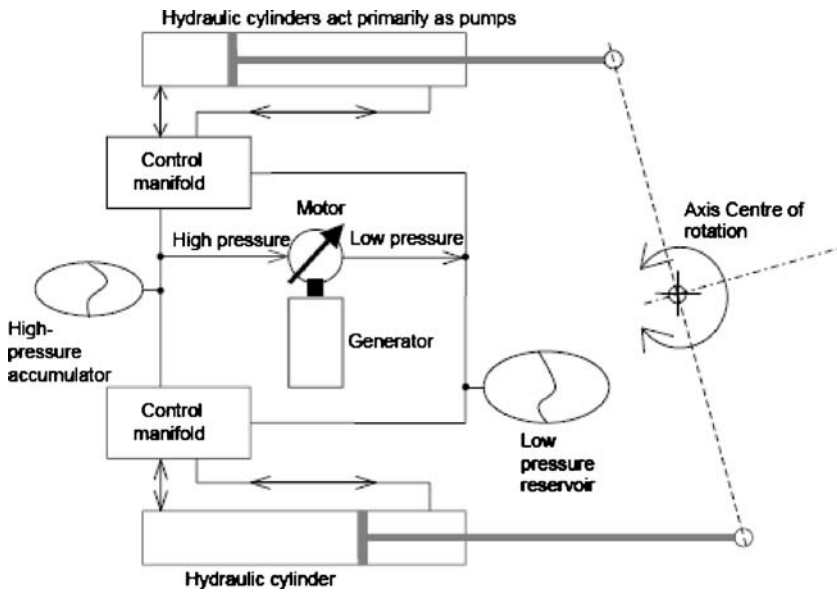 Hydraulic cylinders act primarily as pumps
Control
manifold
Motor
High pressure
Low pressure
Axis Centre of
rotation
High-
pressure
accumulator
Generator
Control
manifold
Low
pressure
reservoir
Hydraulic cylinder